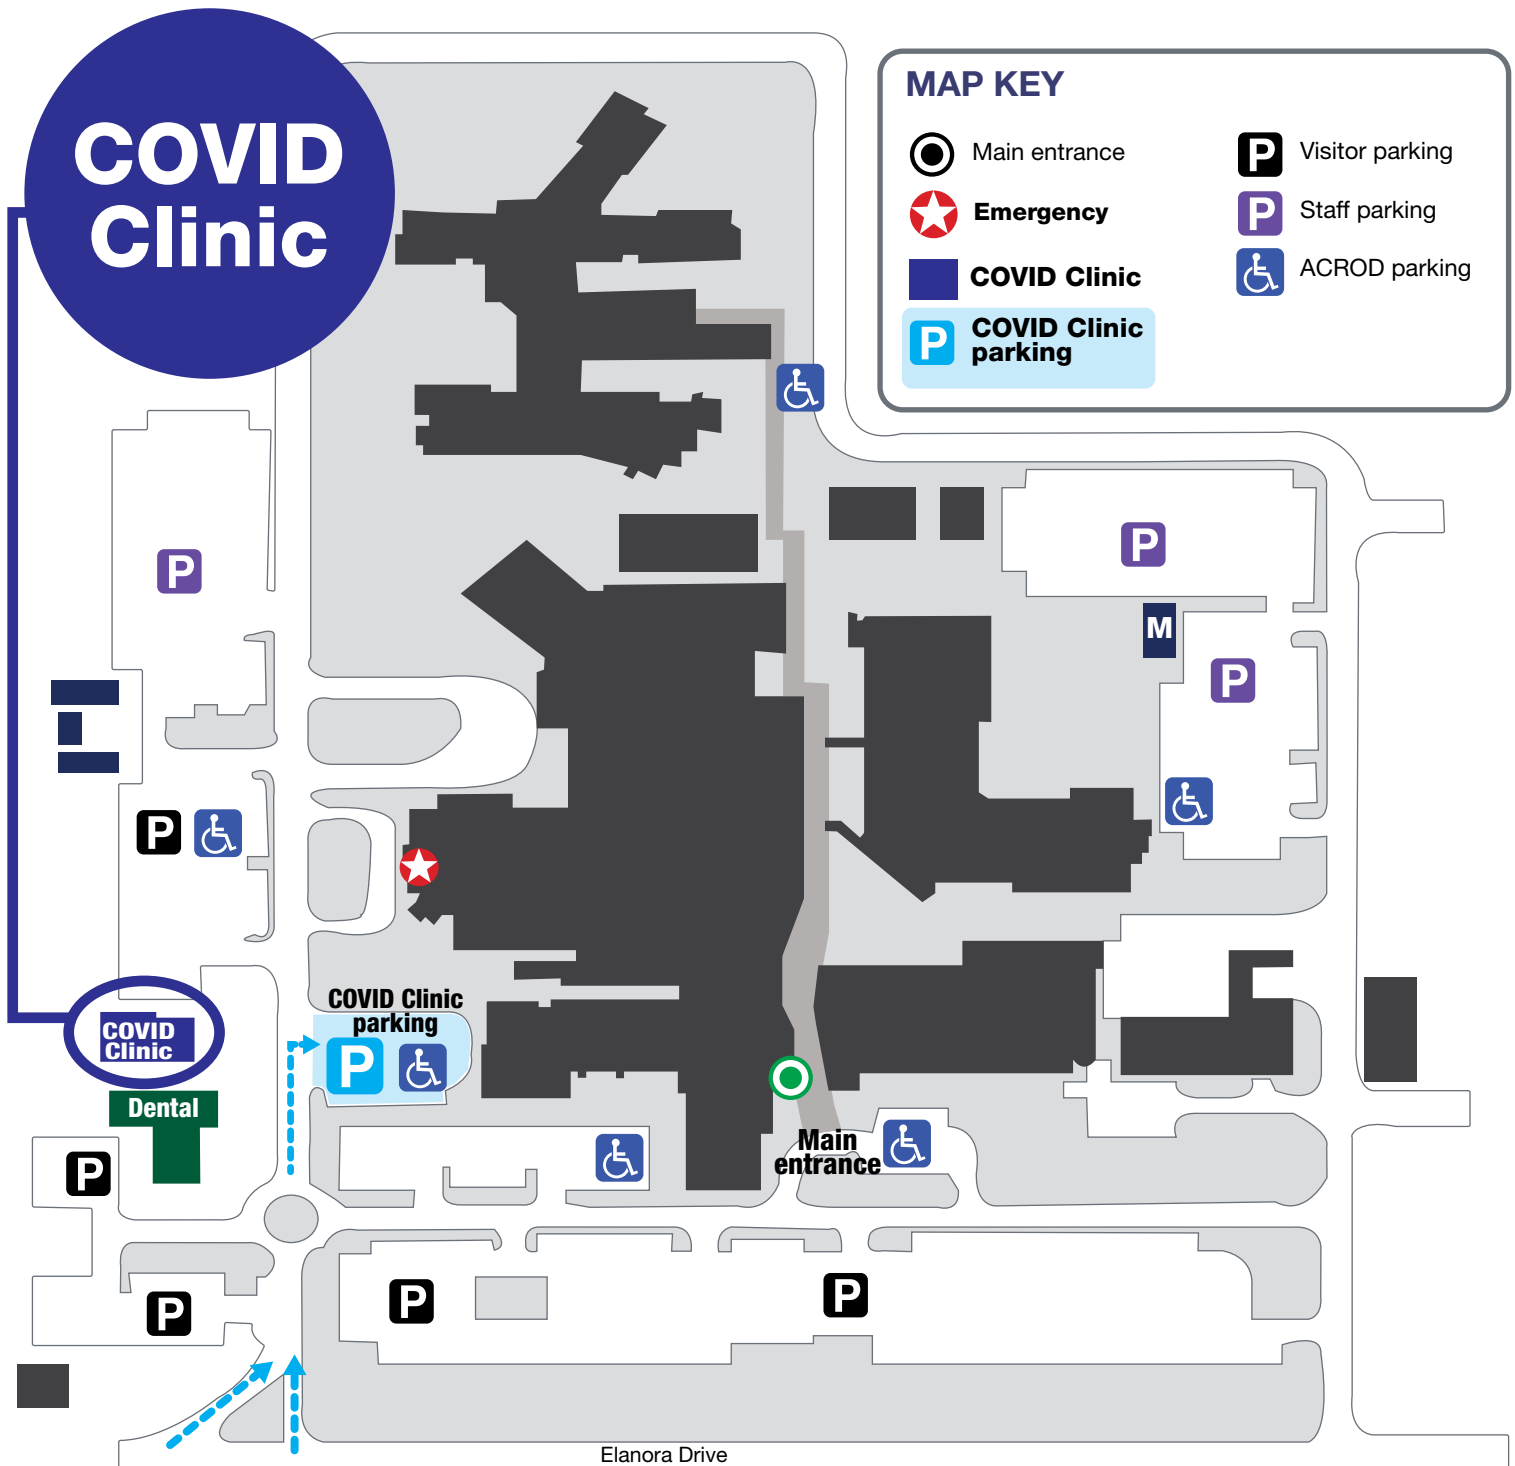 COVID
Clinic
MAP KEY
Main entrance
Emergency
COVID Clinic
P
COVID Clinic
parking
P
Visitor parking
P
Staff parking
ACROD parking
P
P
M
P
P
COVID Clinic
parking
P
COVID
Clinic
Dental
P
Main
entrance
P
P
P
Elanora Drive